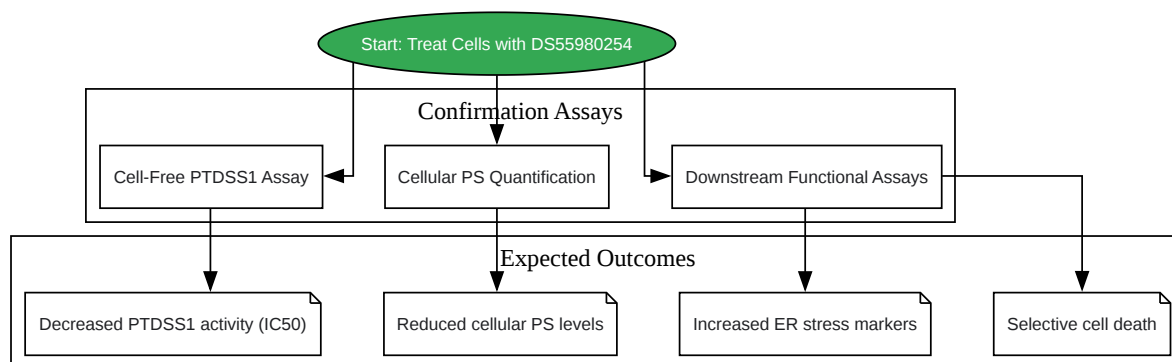 Start: Treat Cells with DS55980254
Confirmation Assays
Cell-Free PTDSS1 Assay
Cellular PS Quantification
Downstream Functional Assays
Expected Outcomes
Decreased PTDSS1 activity (IC50)
Reduced cellular PS levels
Increased ER stress markers
Selective cell death